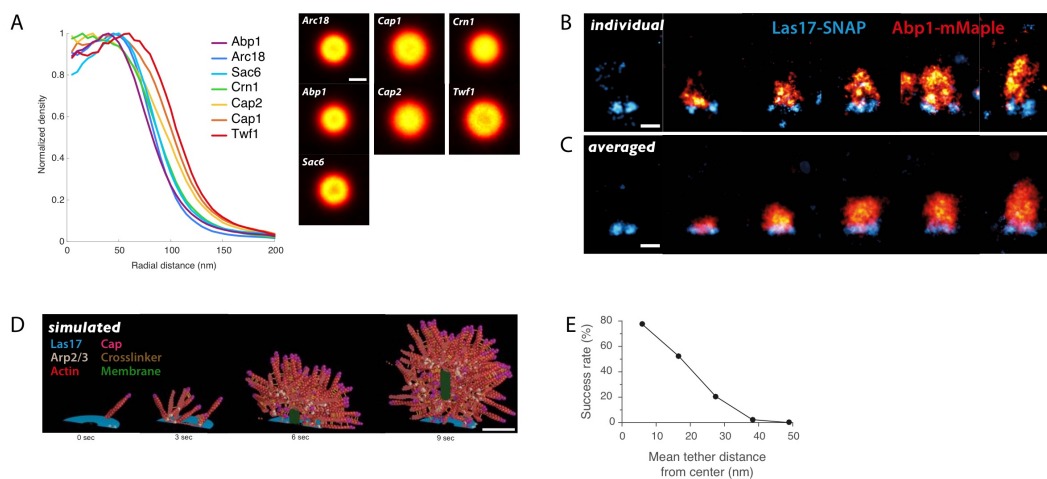 A
Normalized density
1
0.8
0.6
0.4
0.2
0
0
50
100
150
200
Radial distance (nm)
Abp1
Arc18
Sac6
Crn1
Cap2
Cap1
Twf1
Arc18
Cap1
Crn1
Abp1
Cap2
Twf1
Sac6
B
individual
Las17-SNAP
Abp1-mMaple
C
averaged
D
simulated
Las17 Cap
Arp2/3 Crosslinker
Actin Membrane
0 sec
3 sec
6 sec
9 sec
E
Success rate (%)
80
60
40
20
0
0 10 20 30 40 50
Mean tether distance
from center (nm)